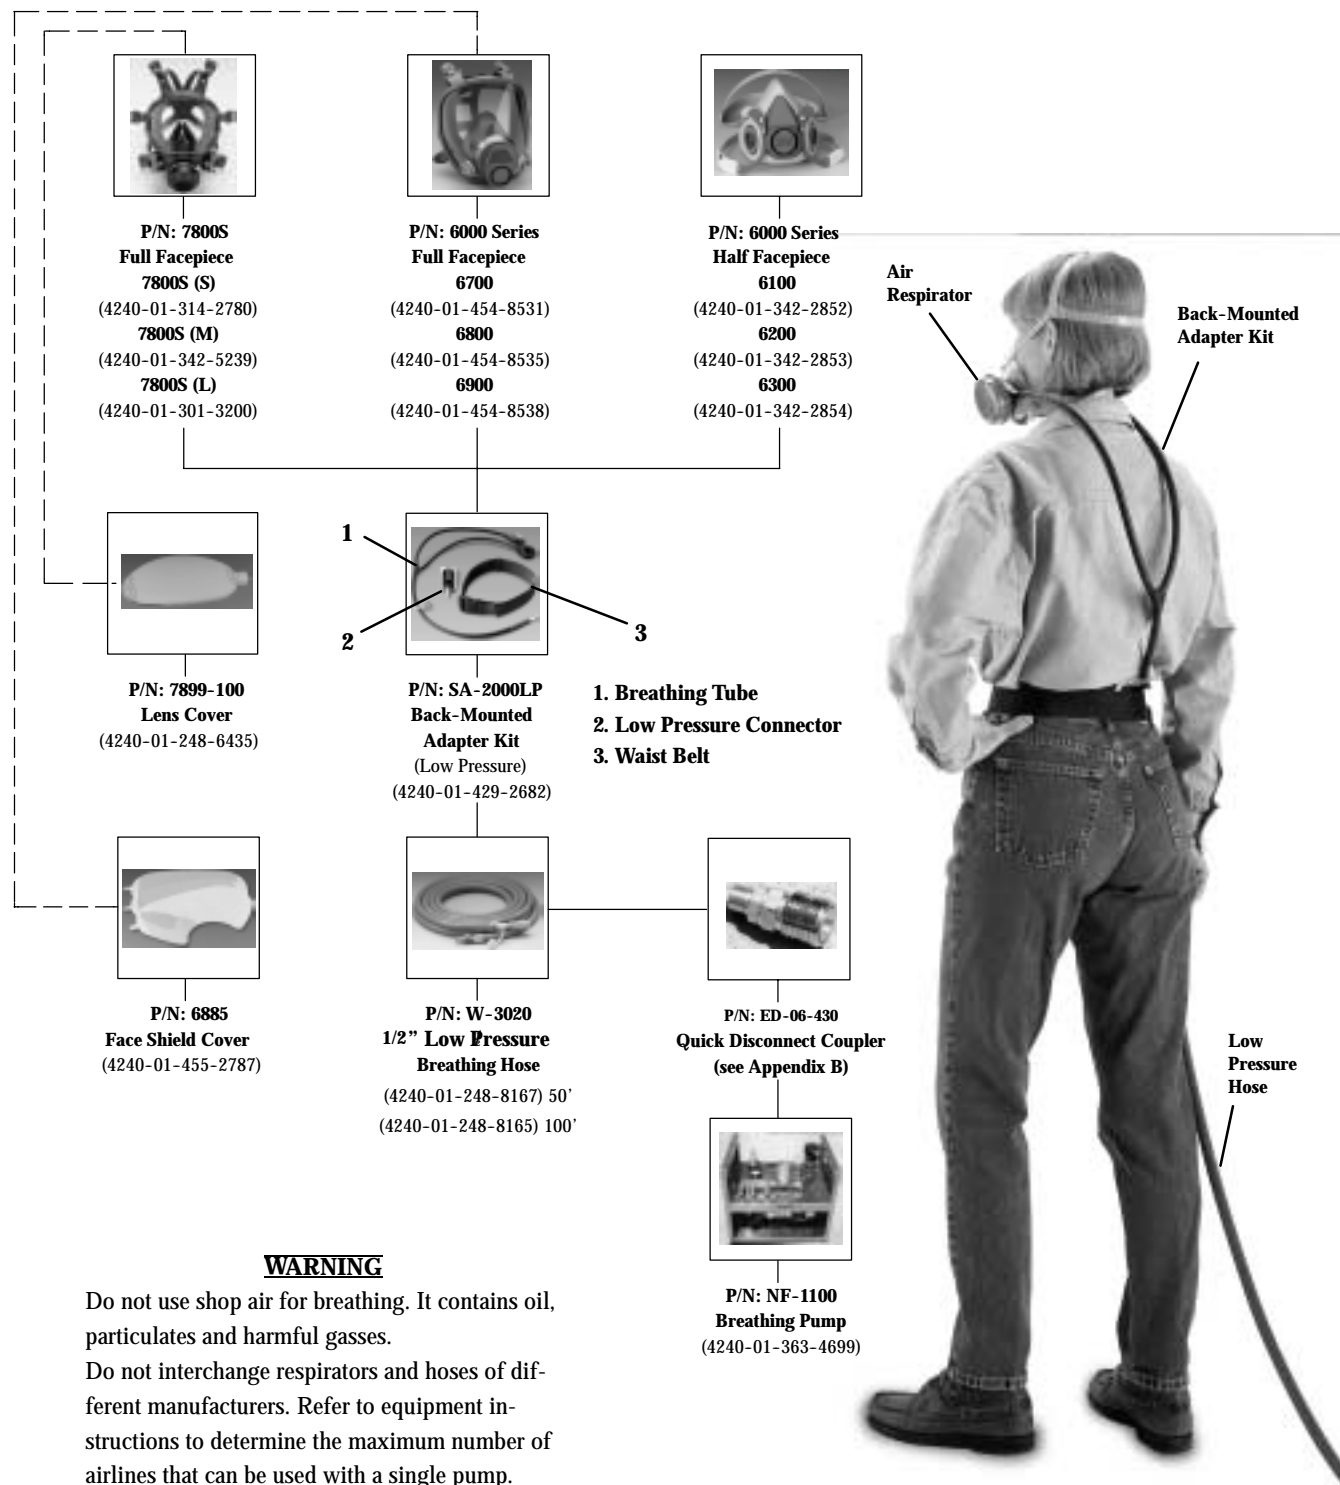 P/N: 7800S
Full Facepiece
7800S (S)
(4240-01-314-2780)
7800S (M)
(4240-01-342-5239)
7800S (L)
(4240-01-301-3200)
P/N: 6000 Series
Full Facepiece
6700
(4240-01-454-8531)
6800
(4240-01-454-8535)
6900
(4240-01-454-8538)
P/N: 6000 Series
Half Facepiece
6100
(4240-01-342-2852)
6200
(4240-01-342-2853)
6300
(4240-01-342-2854)
Air
Respirator
Back-Mounted
Adapter Kit
1
2
3
P/N: 7899-100
Lens Cover
(4240-01-248-6435)
P/N: SA-2000LP
Back-Mounted
Adapter Kit
(Low Pressure)
(4240-01-429-2682)
1. Breathing Tube
2. Low Pressure Connector
3. Waist Belt
P/N: 6885
Face Shield Cover
(4240-01-455-2787)
P/N: W-3020
1/2” Low Pressure
Breathing Hose
(4240-01-248-8167) 50’
(4240-01-248-8165) 100’
P/N: ED-06-430
Quick Disconnect Coupler
(see Appendix B)
Low
Pressure
Hose
P/N: NF-1100
Breathing Pump
(4240-01-363-4699)
WARNING
Do not use shop air for breathing. It contains oil,
particulates and harmful gasses.
Do not interchange respirators and hoses of dif-
ferent manufacturers. Refer to equipment in-
structions to determine the maximum number of
airlines that can be used with a single pump.